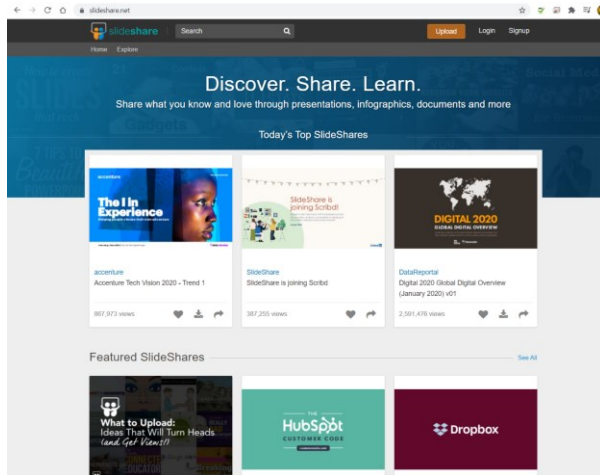 slideshare.net
slideshare
Search
Upload
Login
Signup
Home
Explore
Discover. Share. Learn.
Share what you know and love through presentations, infographics, documents and more
Today's Top SlideShares
accenture
The I in
Experience
SlideShare is
joining Scribd!
DIGITAL 2020
GLOBAL DIGITAL OVERVIEW
accenture
Accenture Tech Vision 2020 - Trend 1
SlideShare
SlideShare is joining Scribd
DataReportal
Digital 2020 Global Digital Overview
(January 2020) v01
867,973 views
387,255 views
2,591,478 views
Featured SlideShares
See All
What to Upload:
Ideas That Will Turn Heads
(and Get Views!)
THE
HubSpot
CUSTOMER CODE
Dropbox